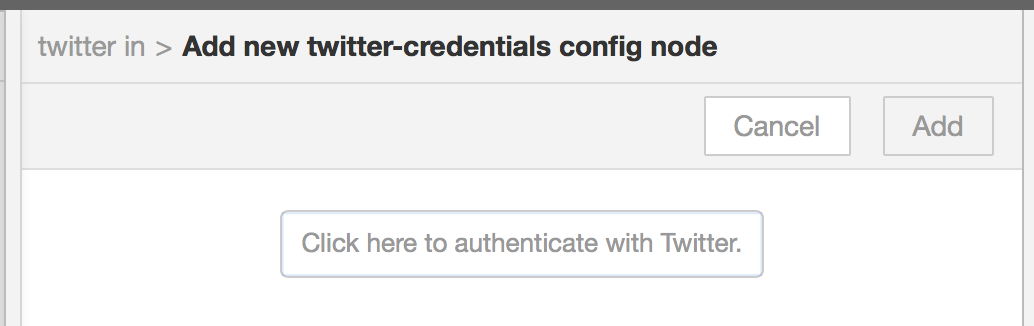 twitter in > Add new twitter-credentials config node
Cancel Add
Click here to authenticate with Twitter.